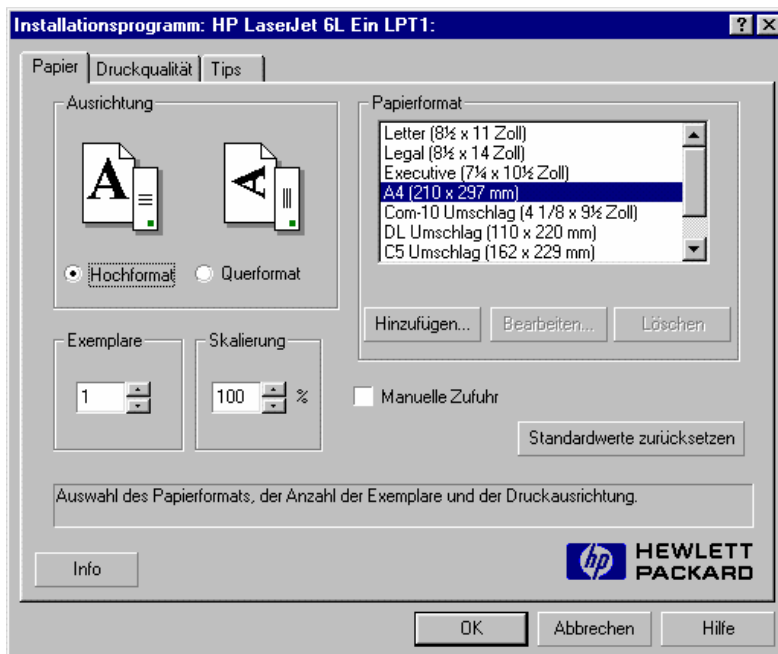 Installationsprogramm: HP LaserJet 6L Ein LPT1:
Papier
Druckqualität
Tips
Ausrichtung
A
A
Hochformat
Querformat
Papierformat
Letter (8½ x 11 Zoll)
Legal (8½ x 14 Zoll)
Executive (7¼ x 10½ Zoll)
A4 (210 x 297 mm)
Com-10 Umschlag (4 1/8 x 9½ Zoll)
DL Umschlag (110 x 220 mm)
C5 Umschlag (162 x 229 mm)
Hinzufügen...
Bearbeiten...
Löschen
Exemplare
1
Skalierung
100 %
Manuelle Zufuhr
Standardwerte zurücksetzen
Auswahl des Papierformats, der Anzahl der Exemplare und der Druckausrichtung.
Info
hp
HEWLETT
PACKARD
OK
Abbrechen
Hilfe